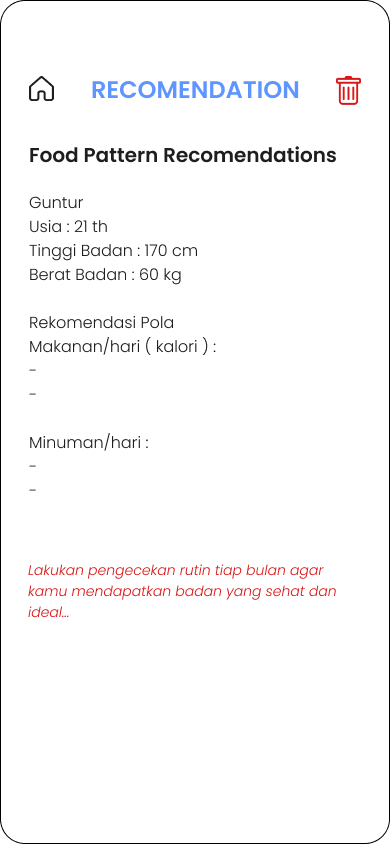 RECOMENDATION
Food Pattern Recomendations
Guntur
Usia : 21 th
Tinggi Badan : 170 cm
Berat Badan : 60 kg
Rekomendasi Pola
Makanan/hari ( kalori ) :
-
-
Minuman/hari :
-
-
Lakukan pengecekan rutin tiap bulan agar
kamu mendapatkan badan yang sehat dan
ideal...